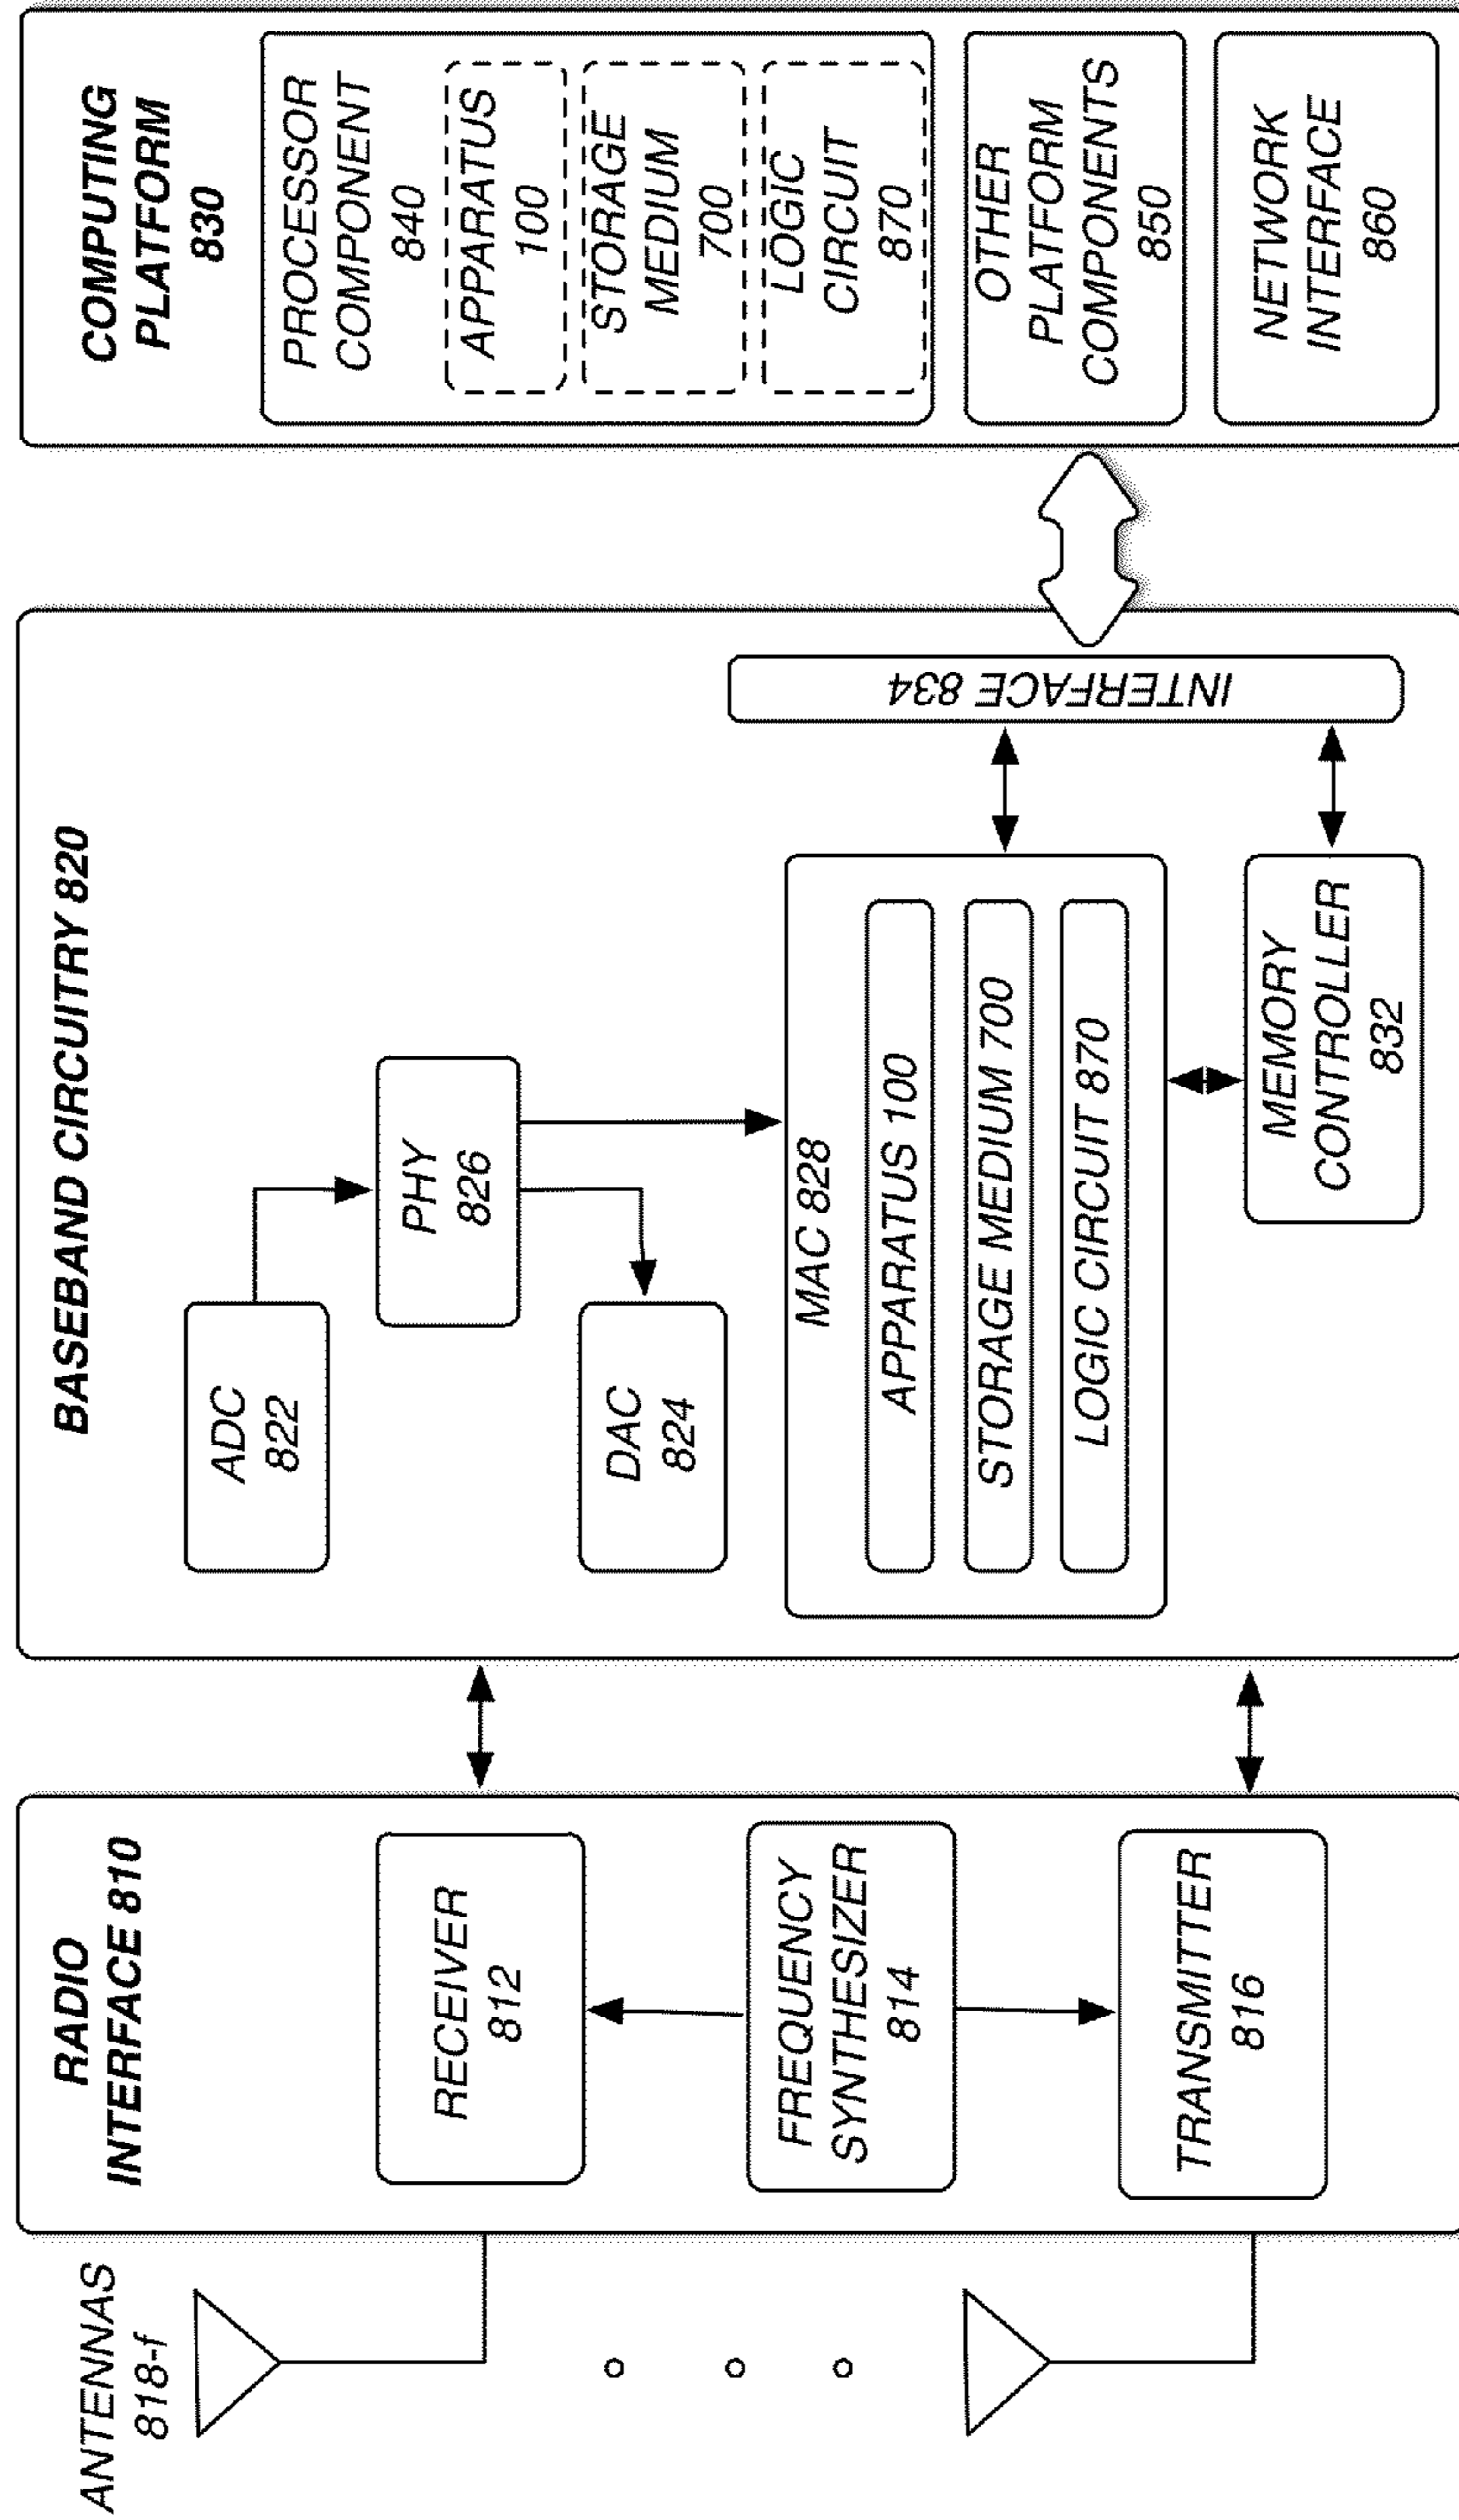 ANTENNAS
818-f
RADIO
INTERFACE 810
RECEIVER
812
FREQUENCY
SYNTHESIZER
814
TRANSMITTER
816
BASEBAND CIRCUITRY 820
ADC
822
PHY
826
DAC
824
MAC 828
APPARATUS 100
STORAGE MEDIUM 700
LOGIC CIRCUIT 870
MEMORY
CONTROLLER
832
INTERFACE 834
COMPUTING
PLATFORM
830
PROCESSOR
COMPONENT
840
APPARATUS
100
STORAGE
MEDIUM
700
LOGIC
CIRCUIT
870
OTHER
PLATFORM
COMPONENTS
850
NETWORK
INTERFACE
860